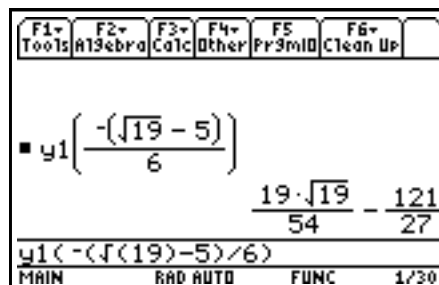 F1▾ Tools F2▾ Algebra F3▾ Calc F4▾ Other F5 PrgmIO F6▾ Clean Up
■ y1(-(√19 - 5)/6)
19·√19/54 - 121/27
y1(-(√(19)-5)/6)
MAIN RAD AUTO FUNC 1/30